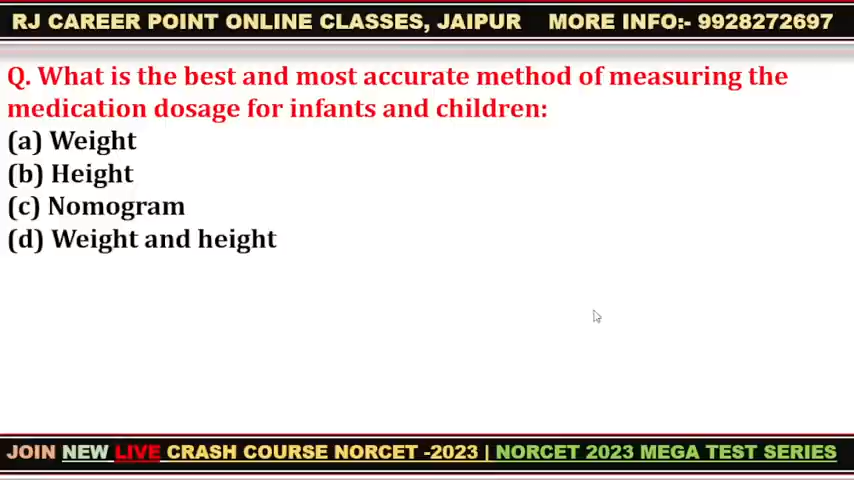 RJ CAREER POINT ONLINE CLASSES, JAIPUR MORE INFO:- 9928272697
Q. What is the best and most accurate method of measuring the
medication dosage for infants and children:
(a) Weight
(b) Height
(c) Nomogram
(d) Weight and height
JOIN NEW LIVE CRASH COURSE NORCET -2023 | NORCET 2023 MEGA TEST SERIES